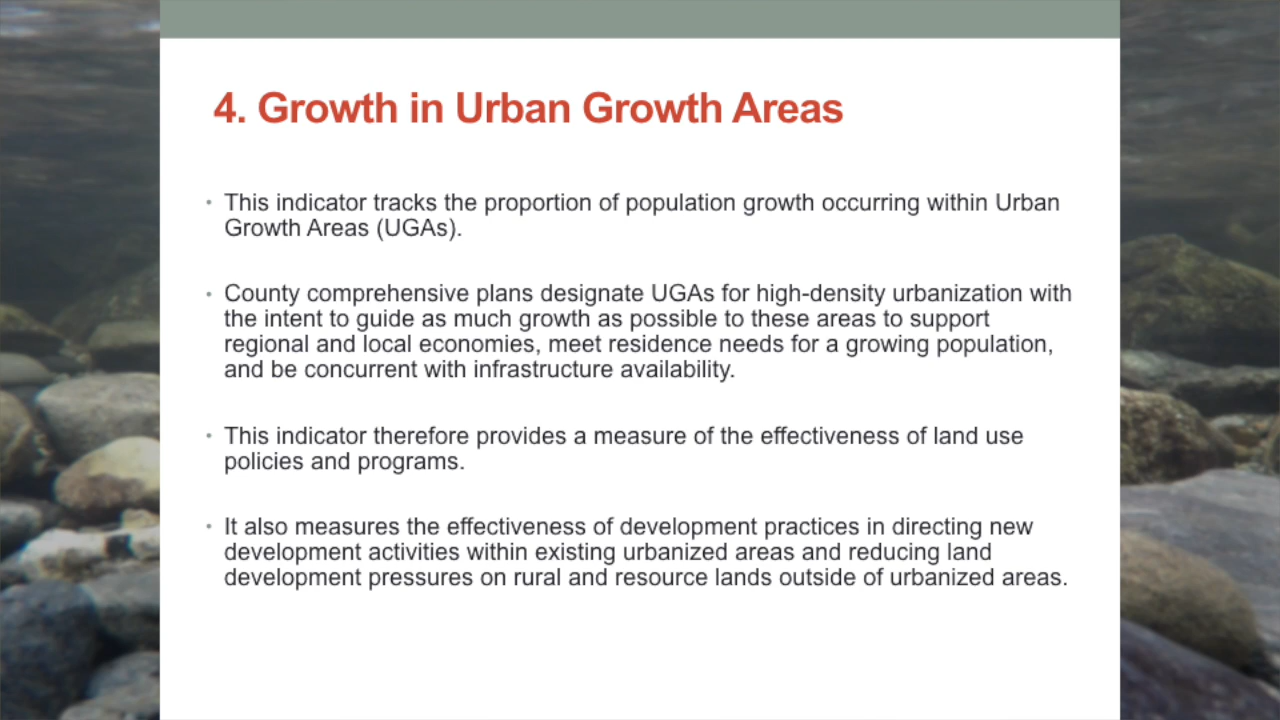 4. Growth in Urban Growth Areas
• This indicator tracks the proportion of population growth occurring within Urban
Growth Areas (UGAs).
• County comprehensive plans designate UGAs for high-density urbanization with
the intent to guide as much growth as possible to these areas to support
regional and local economies, meet residence needs for a growing population,
and be concurrent with infrastructure availability.
• This indicator therefore provides a measure of the effectiveness of land use
policies and programs.
• It also measures the effectiveness of development practices in directing new
development activities within existing urbanized areas and reducing land
development pressures on rural and resource lands outside of urbanized areas.